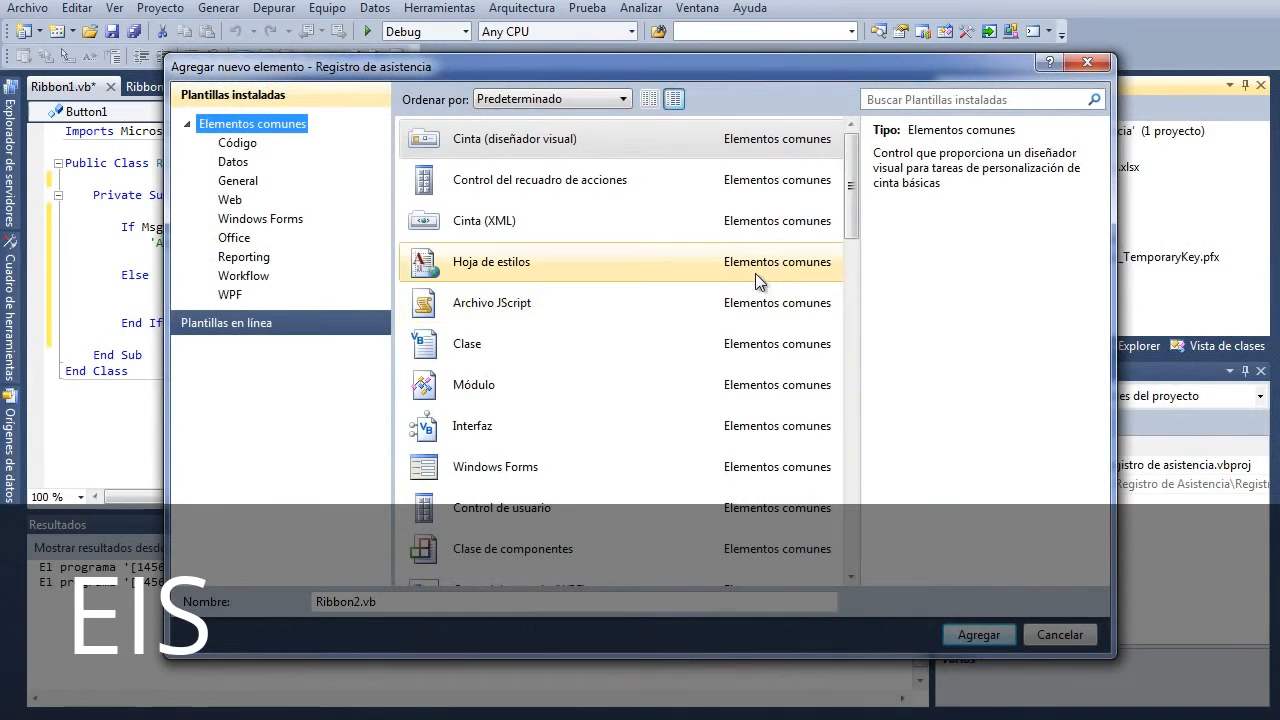 Archivo Editar Ver Proyecto Generar Depurar Equipo Datos Herramientas Arquitectura Prueba Analizar Ventana Ayuda
Debug Any CPU
Agregar nuevo elemento - Registro de asistencia
Ribbon1.vb* Ribbon
Plantillas instaladas
Ordenar por: Predeterminado
Buscar Plantillas instaladas
Button1
Elementos comunes
Código
Datos
General
Web
Windows Forms
Office
Reporting
Workflow
WPF
Plantillas en línea
Cinta (diseñador visual) Elementos comunes
Control del recuadro de acciones Elementos comunes
Cinta (XML) Elementos comunes
Hoja de estilos Elementos comunes
Archivo JScript Elementos comunes
Clase Elementos comunes
Módulo Elementos comunes
Interfaz Elementos comunes
Windows Forms Elementos comunes
Control de usuario Elementos comunes
Clase de componentes Elementos comunes
Tipo: Elementos comunes
Control que proporciona un diseñador
visual para tareas de personalización de
cinta básicas
Imports Micros
Public Class R
Private Su
If Msg
'A
Else
End If
End Sub
End Class
Explorador de servidores
Cuadro de herramientas
Orígenes de datos
cia' (1 proyecto)
.xlsx
_TemporaryKey.pfx
Explorer Vista de clases
es del proyecto
gistro de asistencia.vbproj
Registro de Asistencia\Registr
100 %
Resultados
Mostrar resultados desde
El programa '[1456
El programa '[1456
EIS
Nombre: Ribbon2.vb
Agregar Cancelar
Varios